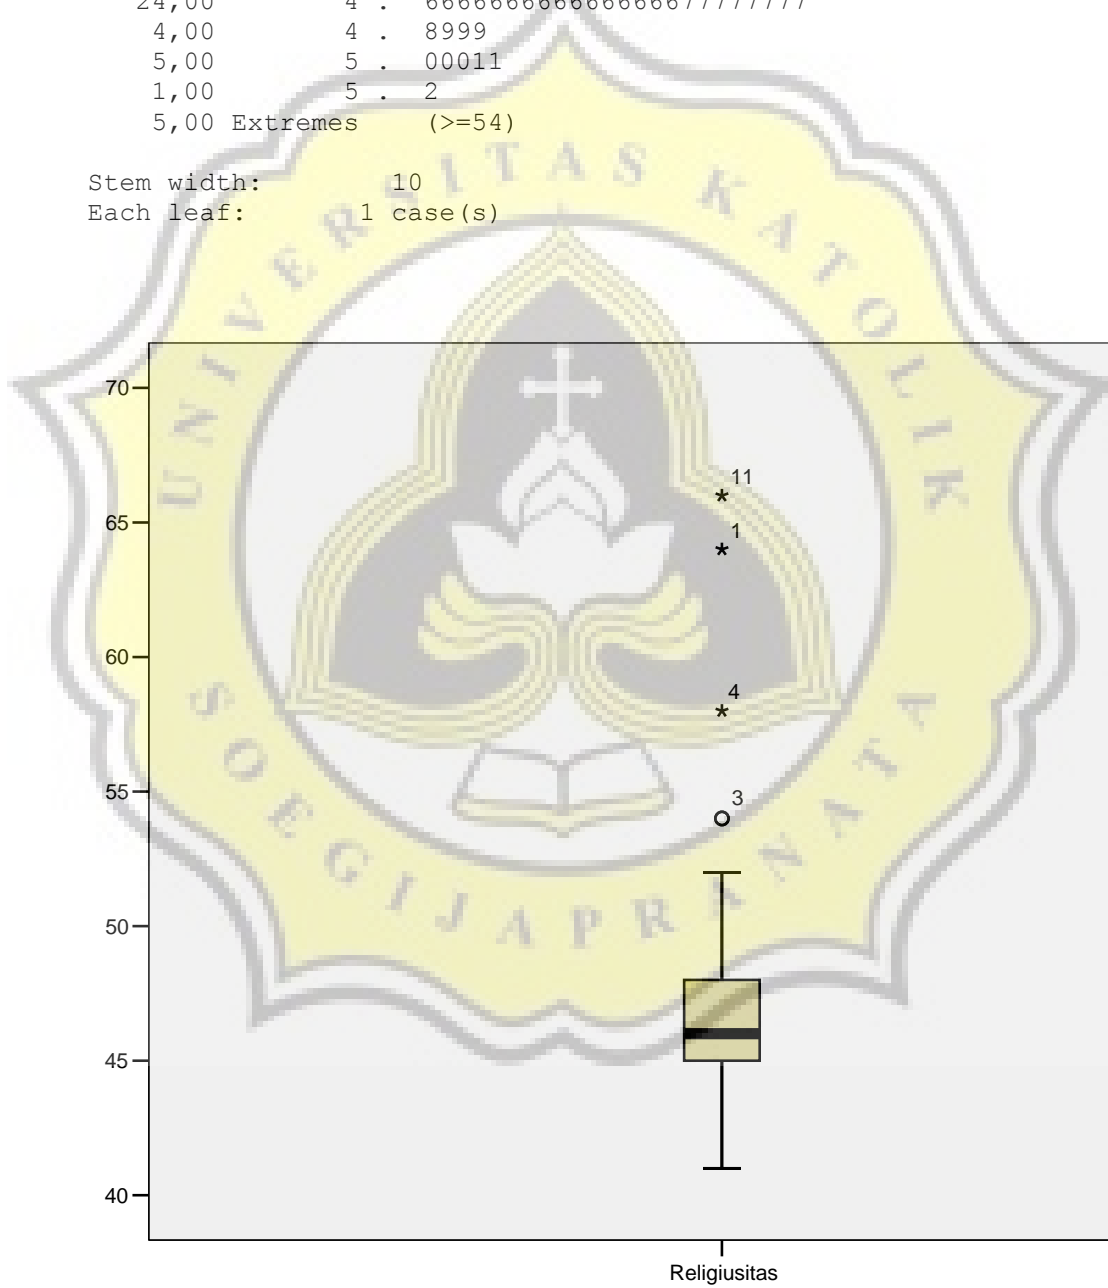 24,00 4 . 666666666666666677777777
4,00 4 . 8999
5,00 5 . 00011
1,00 5 . 2
5,00 Extremes (>=54)
Stem width: 10
Each leaf: 1 case(s)
UNIVERSITAS KATOLIK
SOEGIJAPRANATA
70
11
65
1
60
4
55
3
50
45
40
Religiusitas